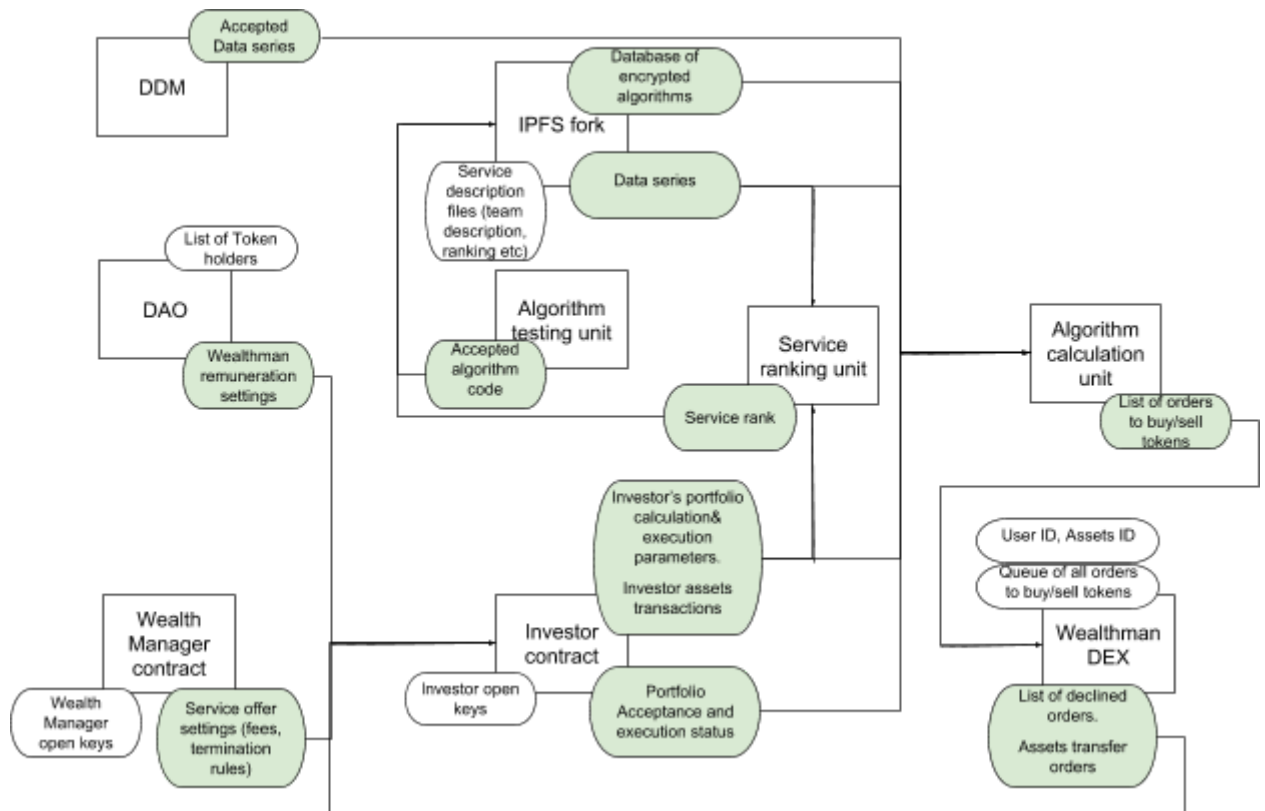 Accepted
Data series
DDM
Database of
encrypted
algorithms
IPFS fork
Service
description
files (team
description,
ranking etc)
Data series
List of Token
holders
DAO
Wealthman
remuneration
settings
Algorithm
testing unit
Accepted
algorithm
code
Service
ranking unit
Service rank
Algorithm
calculation
unit
List of orders
to buy/sell
tokens
Investor's portfolio
calculation&
execution
parameters.
Investor assets
transactions
User ID, Assets ID
Queue of all orders
to buy/sell tokens
Wealthman
DEX
List of declined
orders.
Assets transfer
orders
Wealth
Manager
contract
Wealth
Manager
open keys
Service offer
settings (fees,
termination
rules)
Investor
contract
Investor open
keys
Portfolio
Acceptance and
execution status